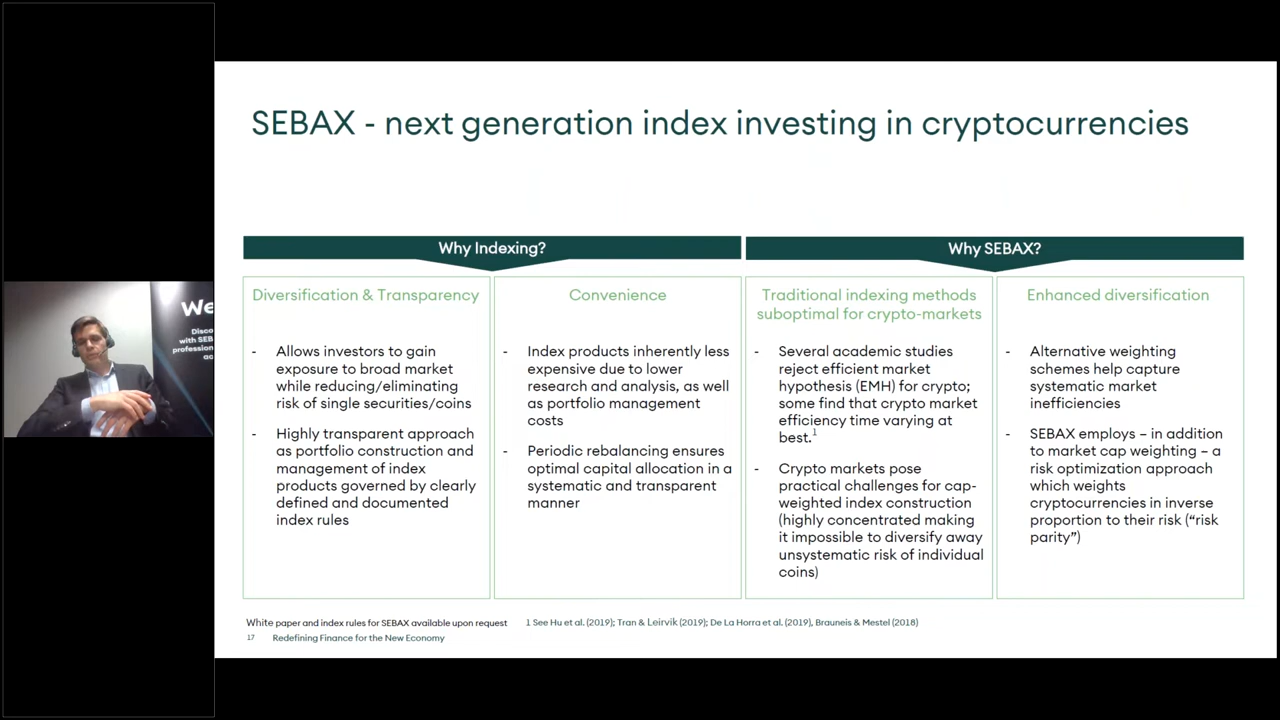 SEBAX - next generation index investing in cryptocurrencies
Why Indexing?
Diversification & Transparency
- Allows investors to gain
exposure to broad market
while reducing/eliminating
risk of single securities/coins
- Highly transparent approach
as portfolio construction and
management of index
products governed by clearly
defined and documented
index rules
Convenience
- Index products inherently less
expensive due to lower
research and analysis, as well
as portfolio management
costs
- Periodic rebalancing ensures
optimal capital allocation in a
systematic and transparent
manner
Why SEBAX?
Traditional indexing methods
suboptimal for crypto-markets
- Several academic studies
reject efficient market
hypothesis (EMH) for crypto;
some find that crypto market
efficiency time varying at
best.1
- Crypto markets pose
practical challenges for cap-
weighted index construction
(highly concentrated making
it impossible to diversify away
unsystematic risk of individual
coins)
Enhanced diversification
- Alternative weighting
schemes help capture
systematic market
inefficiencies
- SEBAX employs – in addition
to market cap weighting – a
risk optimization approach
which weights
cryptocurrencies in inverse
proportion to their risk (“risk
parity”)
White paper and index rules for SEBAX available upon request
1 See Hu et al. (2019); Tran & Leirvik (2019); De La Horra et al. (2019), Brauneis & Mestel (2018)
17 Redefining Finance for the New Economy
We
Disco
with SEB
profession
ac